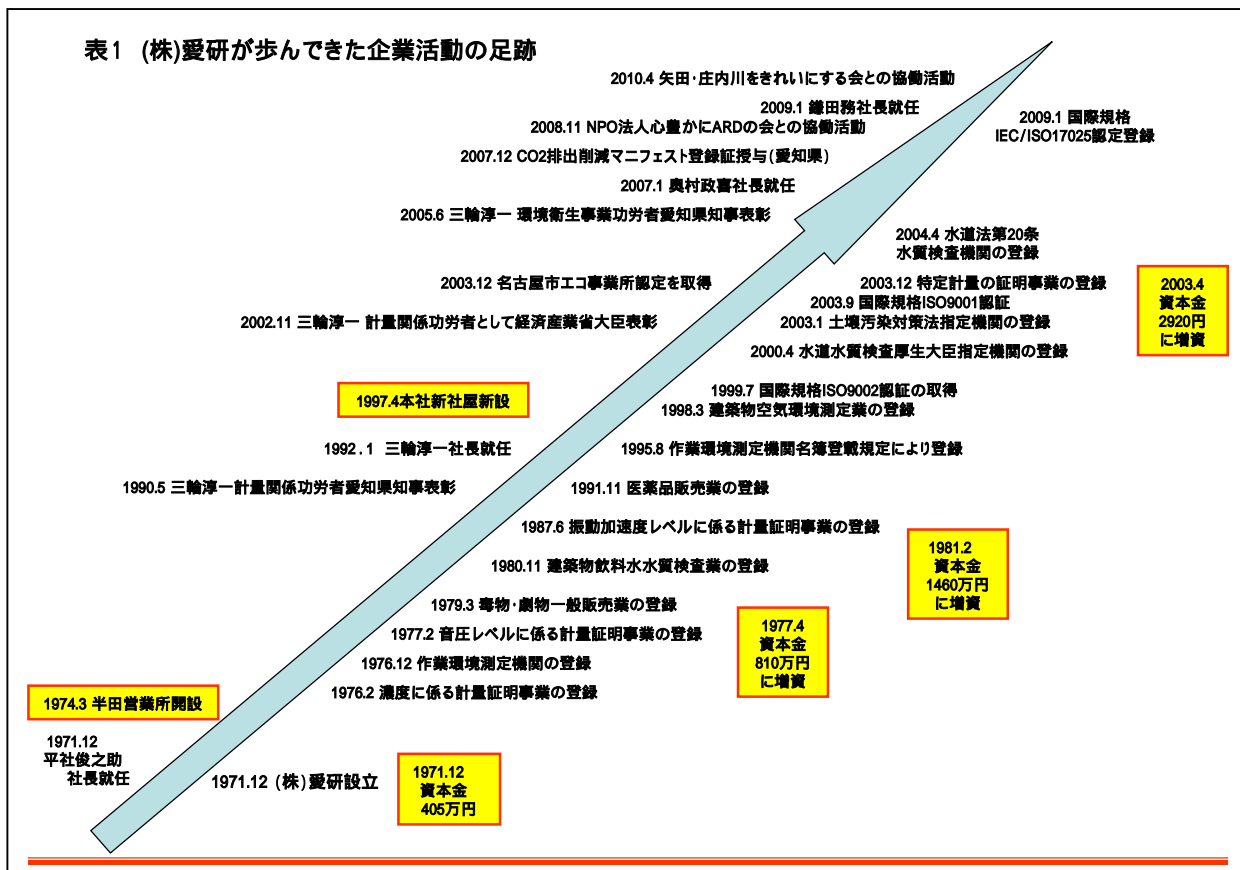 表1 (株)愛研が歩んできた企業活動の足跡
2010.4 矢田・庄内川をきれいにする会との協働活動
2009.1 鎌田務社長就任
2008.11 NPO法人心豊かにARDの会との協働活動
2009.1 国際規格
IEC/ISO17025認定登録
2007.12 CO2排出削減マニフェスト登録証授与(愛知県)
2007.1 奥村政喜社長就任
2005.6 三輪淳一 環境衛生事業功労者愛知県知事表彰
2004.4 水道法第20条
水質検査機関の登録
2003.12 名古屋市エコ事業所認定を取得
2003.12 特定計量の証明事業の登録
2003.9 国際規格ISO9001認証
2003.4
資本金
2920円
に増資
2002.11 三輪淳一 計量関係功労者として経済産業省大臣表彰
2003.1 土壌汚染対策法指定機関の登録
2000.4 水道水質検査厚生大臣指定機関の登録
1997.4本社新社屋新設
1999.7 国際規格ISO9002認証の取得
1998.3 建築物空気環境測定業の登録
1992.1 三輪淳一社長就任
1995.8 作業環境測定機関名簿登載規定により登録
1990.5 三輪淳一計量関係功労者愛知県知事表彰
1991.11 医薬品販売業の登録
1987.6 振動加速度レベルに係る計量証明事業の登録
1981.2
資本金
1460万円
に増資
1980.11 建築物飲料水水質検査業の登録
1979.3 毒物・劇物一般販売業の登録
1977.2 音圧レベルに係る計量証明事業の登録
1977.4
資本金
810万円
に増資
1976.12 作業環境測定機関の登録
1976.2 濃度に係る計量証明事業の登録
1974.3 半田営業所開設
1971.12
平社俊之助
社長就任
1971.12 (株)愛研設立
1971.12
資本金
405万円